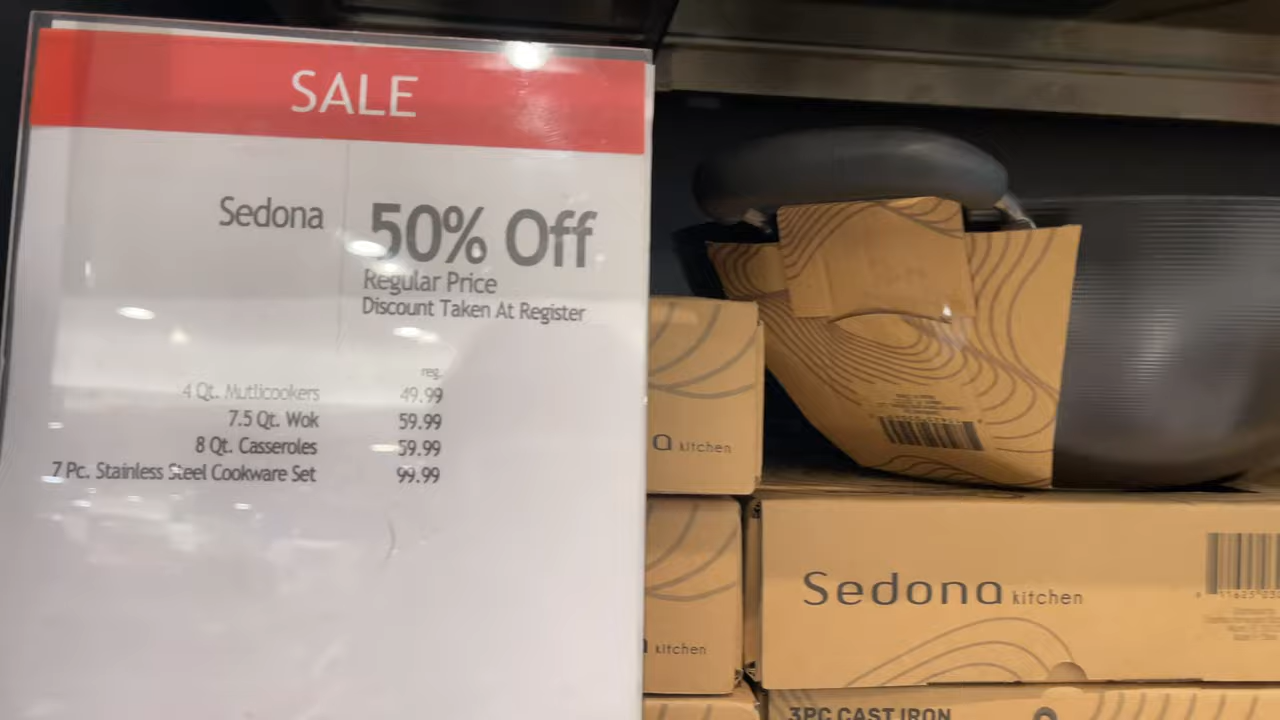 SALE
Sedona
50% Off
Regular Price
Discount Taken At Register
reg.
4 Qt. Mutlicookers 49.99
7.5 Qt. Wok 59.99
8 Qt. Casseroles 59.99
7 Pc. Stainless Steel Cookware Set 99.99
a kitchen
Sedona kitchen
kitchen
3PC CAST IRON